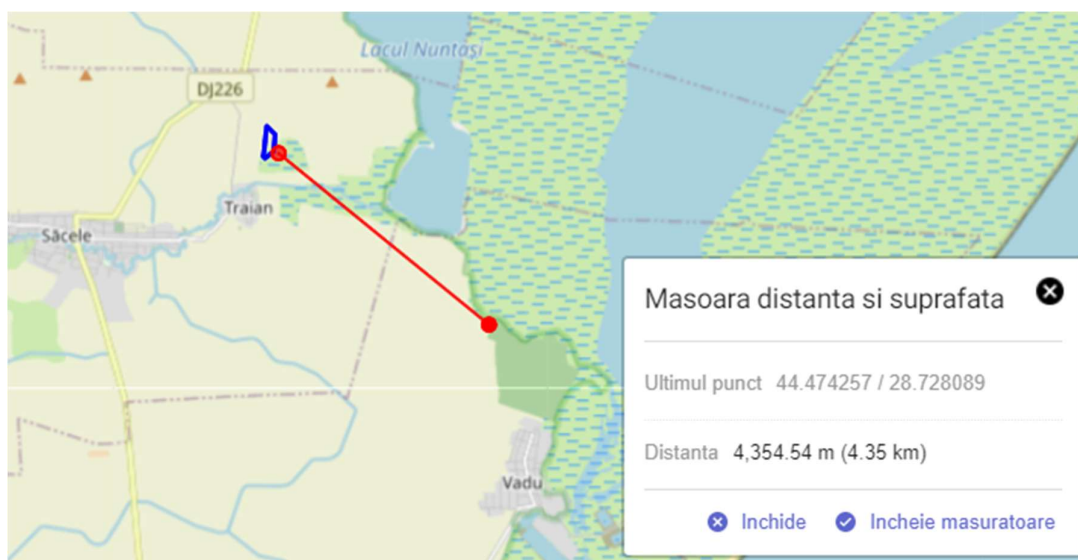 Lacul Nuntași
DJ226
Traian
Săcele
Vadu
Masoara distanta si suprafata
Ultimul punct 44.474257 / 28.728089
Distanta 4,354.54 m (4.35 km)
Inchide Incheie masuratoare